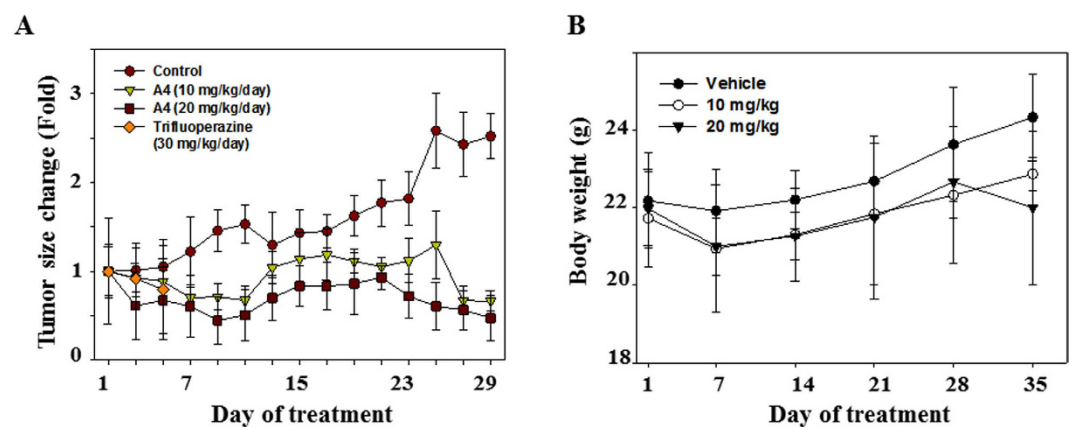 A
Tumor size change (Fold)
3
2
1
0
Control
A4 (10 mg/kg/day)
A4 (20 mg/kg/day)
Trifluoperazine
(30 mg/kg/day)
1 7 15 23 29
Day of treatment
B
Body weight (g)
24
22
20
18
Vehicle
10 mg/kg
20 mg/kg
1 7 14 21 28 35
Day of treatment